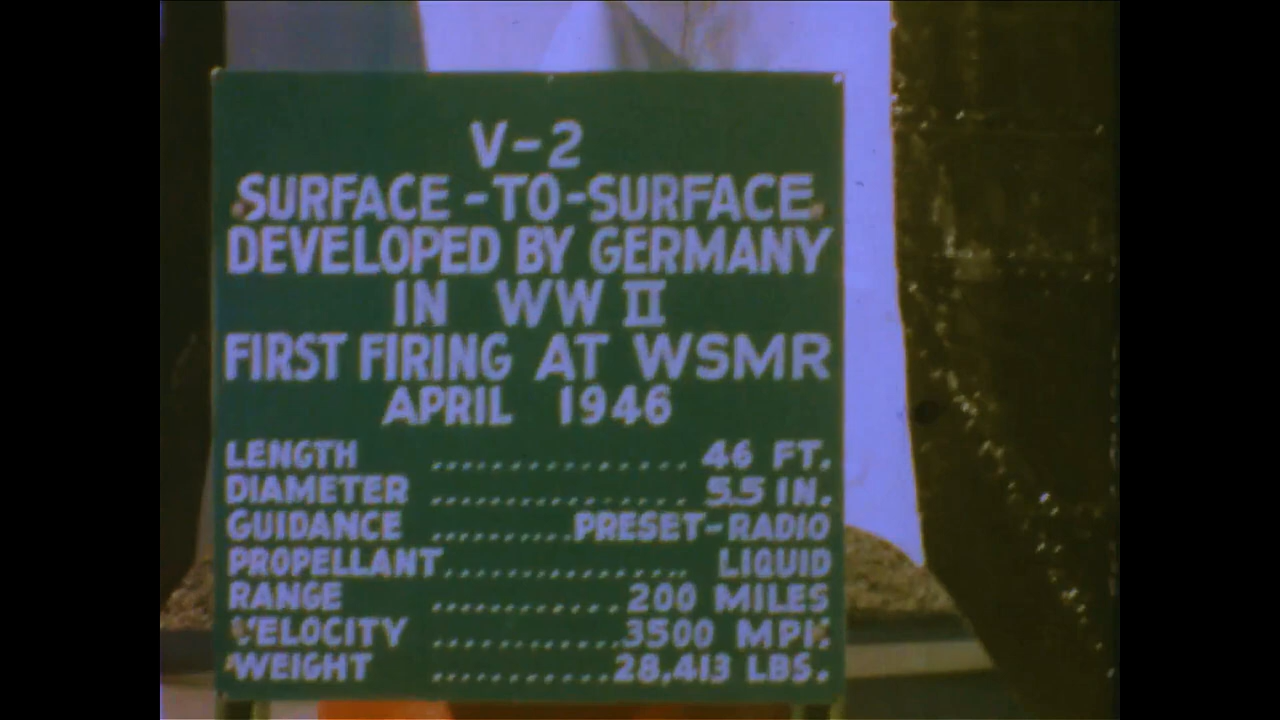 V-2
SURFACE-TO-SURFACE
DEVELOPED BY GERMANY
IN WW II
FIRST FIRING AT WSMR
APRIL 1946
LENGTH ................ 46 FT.
DIAMETER ................ 5.5 IN.
GUIDANCE ..........PRESET-RADIO
PROPELLANT................ LIQUID
RANGE ............200 MILES
VELOCITY ............3500 MPH.
WEIGHT ............28,413 LBS.